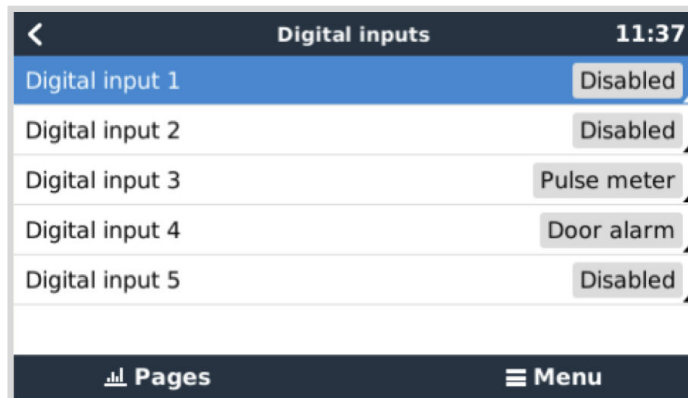 Digital inputs 11:37
Digital input 1 Disabled
Digital input 2 Disabled
Digital input 3 Pulse meter
Digital input 4 Door alarm
Digital input 5 Disabled
Pages Menu